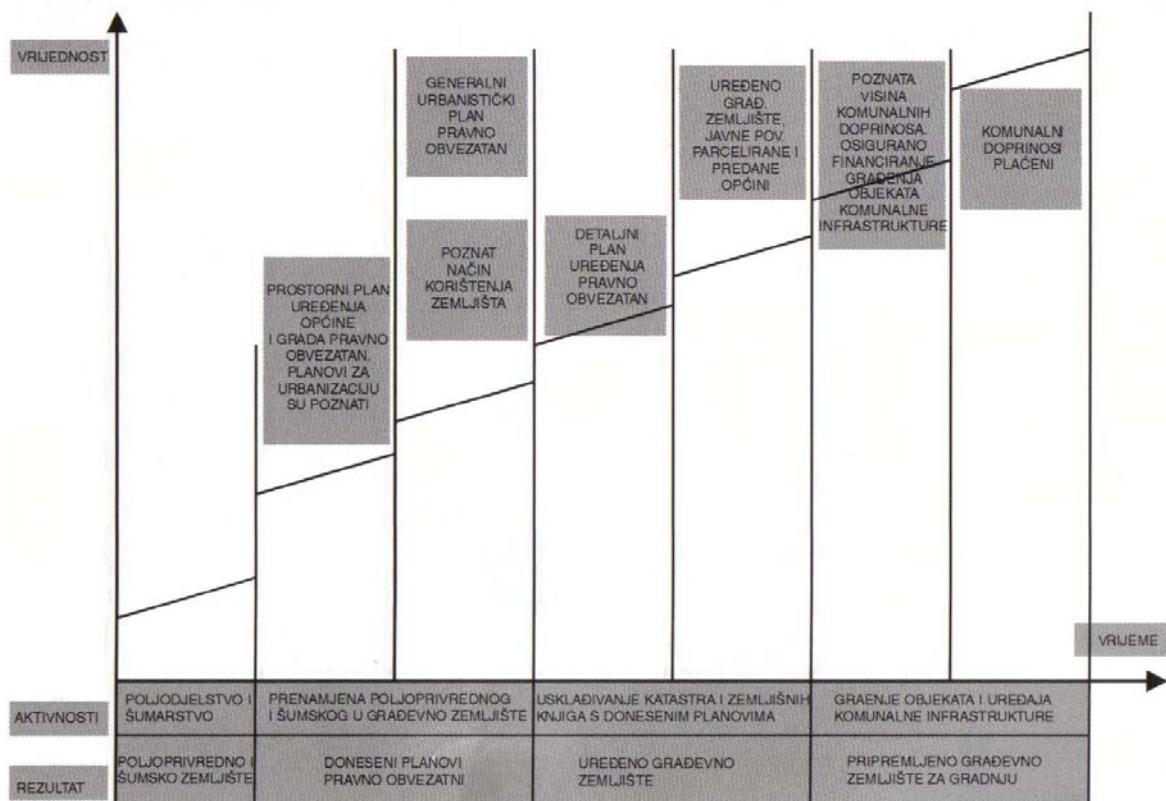 VRIJEDNOST
GENERALNI
URBANISTIČKI
PLAN
PRAVNO
OBVEZATAN
UREĐENO
GRAĐ.
ZEMLJIŠTE,
JAVNE POV.
PARCELIRANE I
PREDANE
OPĆINI
POZNATA
VISINA
KOMUNALNIH
DOPRINOSA.
OSIGURANO
FINANCIRANJE
GRAĐENJA
OBJEKATA
KOMUNALNE
INFRASTRUKTURE
KOMUNALNI
DOPRINOSI
PLAĆENI
PROSTORNI PLAN
UREĐENJA
OPĆINE
I GRADA PRAVNO
OBVEZATAN.
PLANOVI ZA
URBANIZACIJU
SU POZNATI
POZNAT
NAČIN
KORIŠTENJA
ZEMLJIŠTA
DETALJNI
PLAN
UREĐENJA
PRAVNO
OBVEZATAN
VRIJEME
AKTIVNOSTI
POLJODJELSTVO I
ŠUMARSTVO
PRENAMJENA POLJOPRIVREDNOG
I ŠUMSKOG U GRAĐEVNO ZEMLJIŠTE
USKLAĐIVANJE KATASTRA I ZEMLJIŠNIH
KNJIGA S DONESENIM PLANOVIMA
GRAENJE OBJEKATA I UREĐAJA
KOMUNALNE INFRASTRUKTURE
REZULTAT
POLJOPRIVREDNO I
ŠUMSKO ZEMLJIŠTE
DONESENI PLANOVI
PRAVNO OBVEZATNI
UREĐENO GRAĐEVNO
ZEMLJIŠTE
PRIPREMLJENO GRAĐEVNO
ZEMLJIŠTE ZA GRADNJU